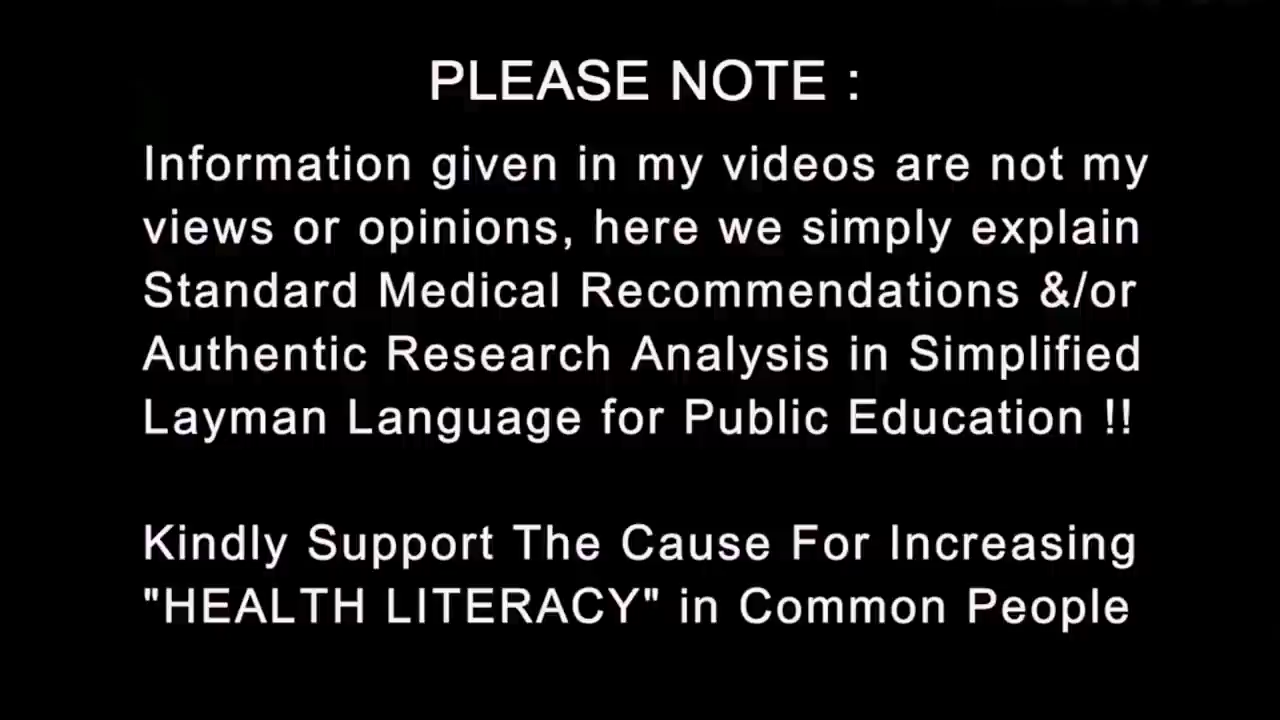 PLEASE NOTE :
Information given in my videos are not my
views or opinions, here we simply explain
Standard Medical Recommendations &/or
Authentic Research Analysis in Simplified
Layman Language for Public Education !!
Kindly Support The Cause For Increasing
"HEALTH LITERACY" in Common People